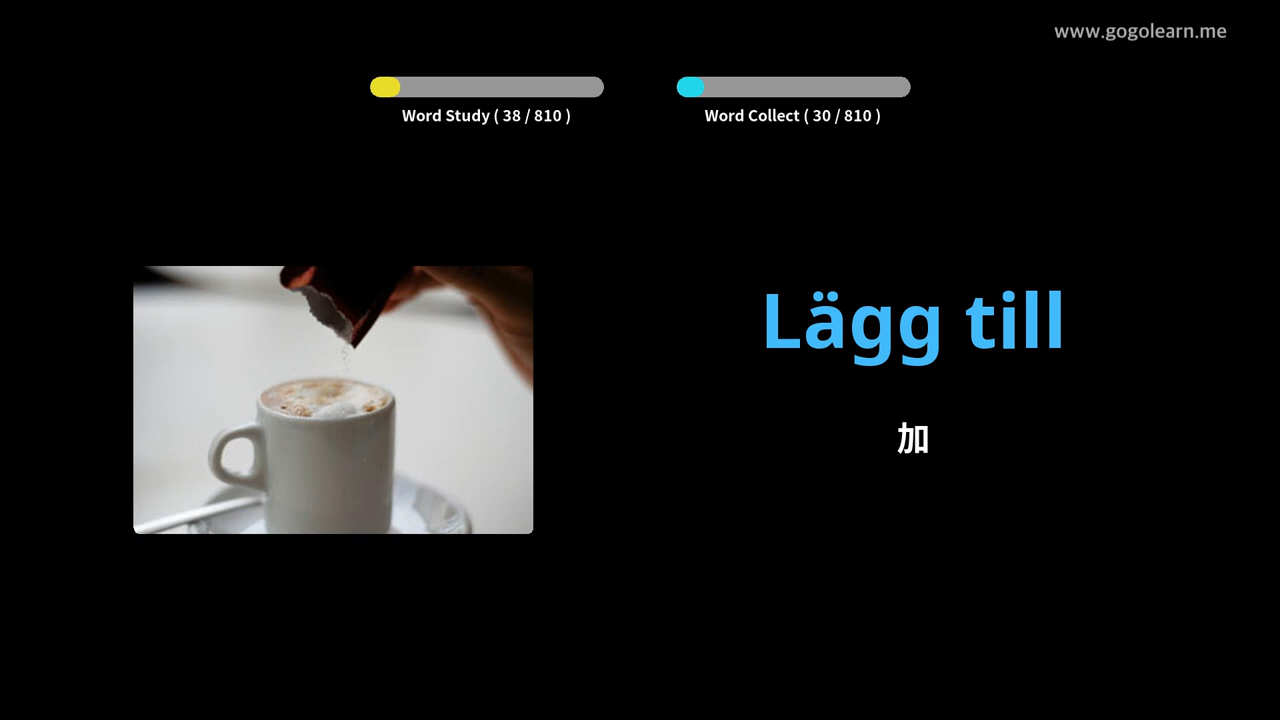 www.gogolearn.me
Word Study ( 38 / 810 )
Word Collect ( 30 / 810 )
Lägg till
加